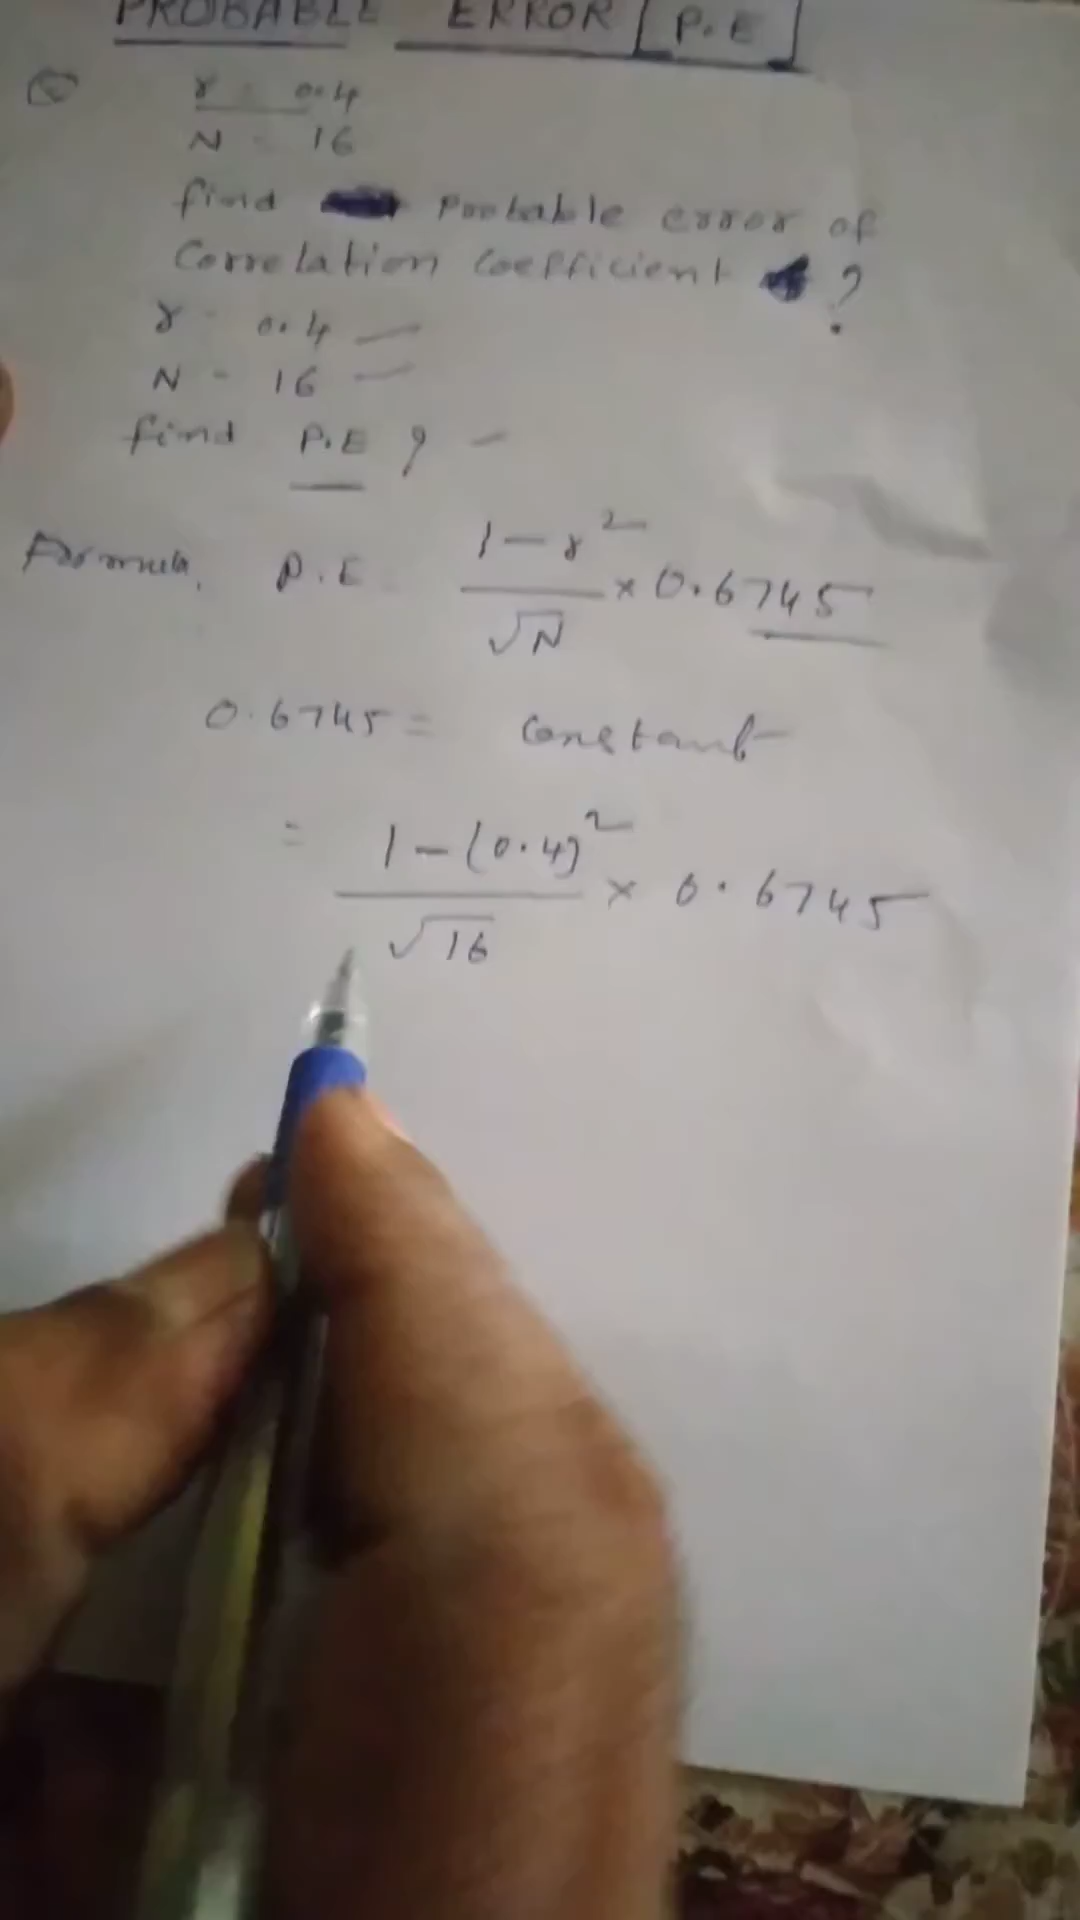 PROBABLE ERROR [P.E]
Q r = 0.4
N = 16
find Probable error of
Correlation Coefficient ?
r = 0.4
N = 16
find P.E ?
Formula, P.E = 1 - r² / √N × 0.6745
0.6745 = Constant
= 1 - (0.4)² / √16 × 0.6745